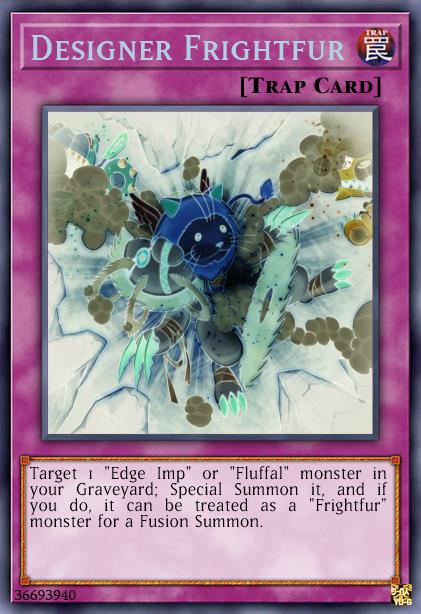 Designer Frightfur
TRAP
罠
[Trap Card]
Target 1 "Edge Imp" or "Fluffal" monster in
your Graveyard; Special Summon it, and if
you do, it can be treated as a "Frightfur"
monster for a Fusion Summon.
36693940